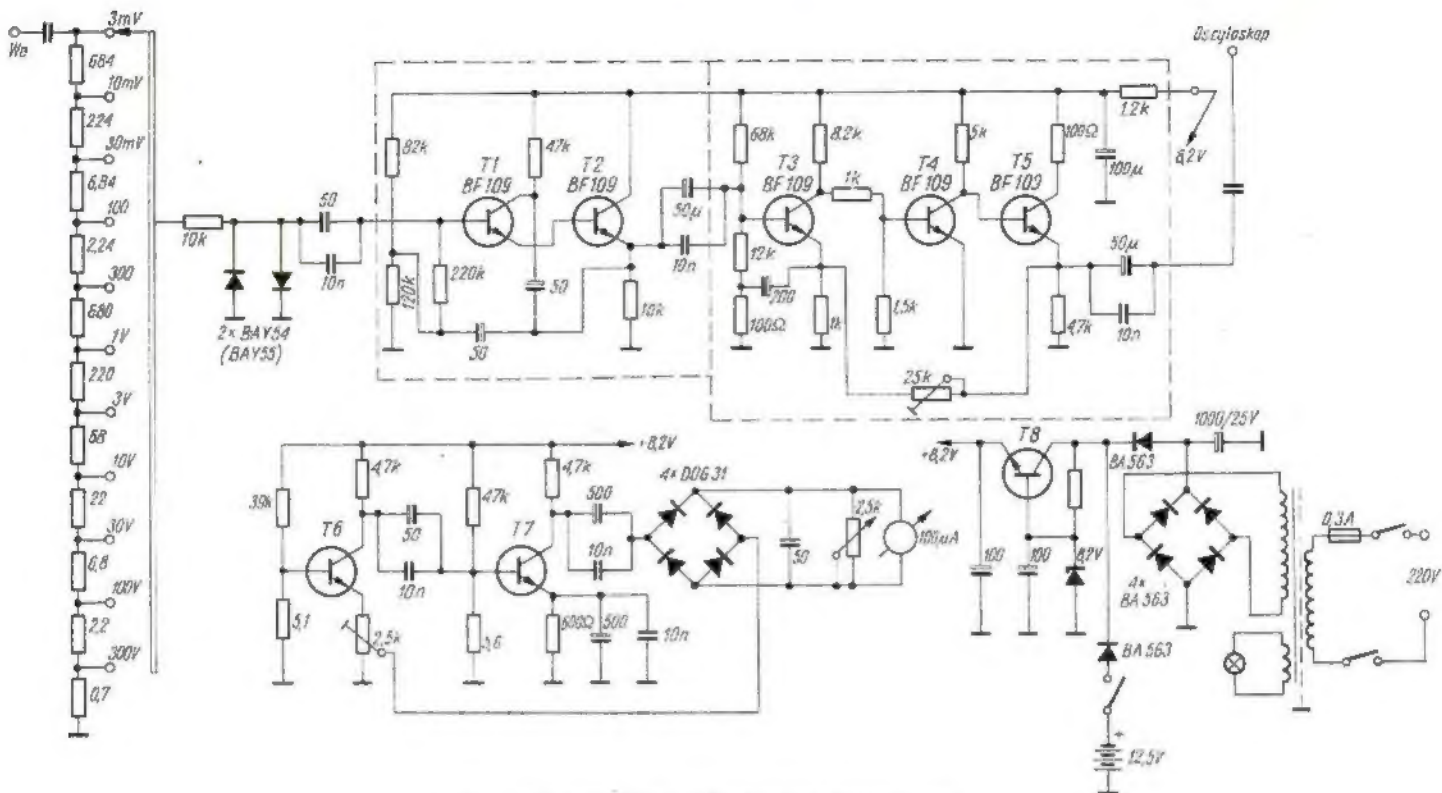 We
3mV
684
10mV
224
30mV
6,84
100
2,24
300
680
1V
220
3V
68
10V
22
30V
6,8
100V
2,2
300V
0,7
10k
2× BAY54
(BAY55)
50
10n
82k
120k
220k
50
47k
T1
BF109
50
T2
BF109
10k
50μ
10n
68k
12k
100Ω
200
T3
BF109
8,2k
1k
1k
1,5k
T4
BF109
5k
T5
BF109
100Ω
100μ
1,2k
8,2V
Oscyloskop
50μ
10n
4,7k
25k
39k
5,1
T6
4,7k
2,5k
50
10n
47k
5,6
T7
4,7k
+8,2V
500
10n
600Ω
500
10n
4× DOG31
50
2,5k
100μA
+8,2V
T8
100
100
8,2V
BA563
1000/25V
4×
BA563
BA563
12,5V
+
0,3A
220V